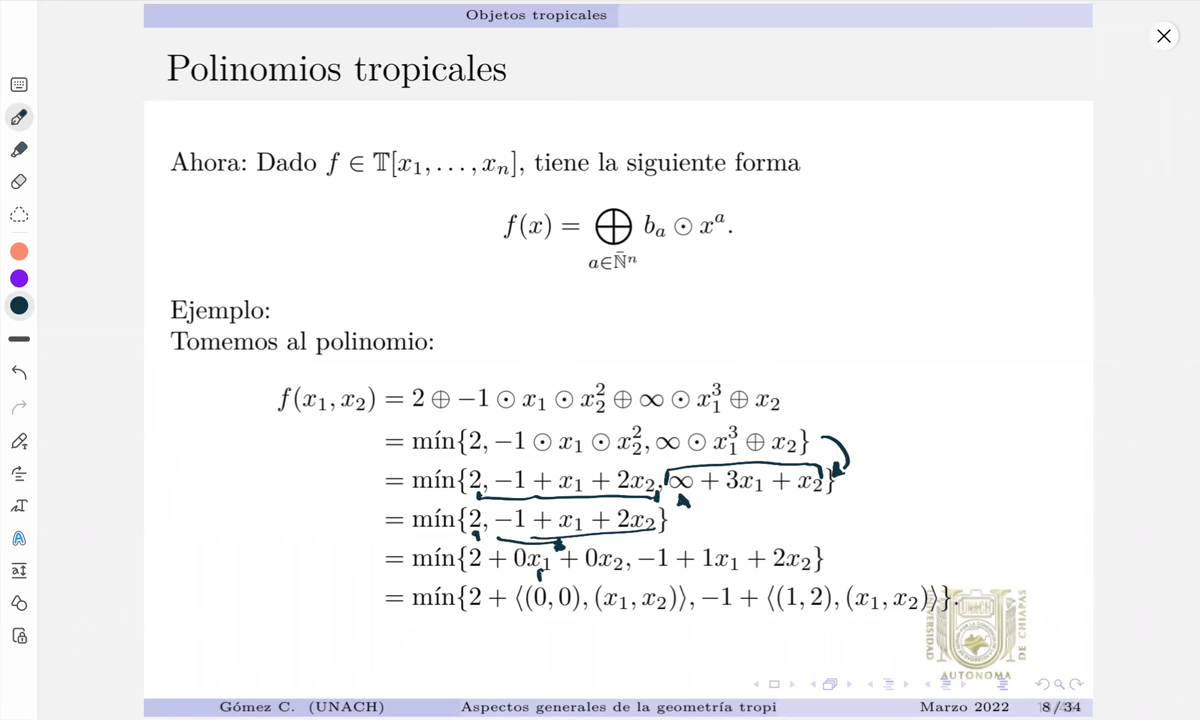 Objetos tropicales
Polinomios tropicales
Ahora: Dado f ∈ 𝕋[x₁, . . . , xₙ], tiene la siguiente forma
f(x) = ⨁ bₐ ⊙ xᵃ.
a∈N̄ⁿ
Ejemplo:
Tomemos al polinomio:
f(x₁, x₂) = 2 ⊕ −1 ⊙ x₁ ⊙ x₂² ⊕ ∞ ⊙ x₁³ ⊕ x₂
= mín{2, −1 ⊙ x₁ ⊙ x₂², ∞ ⊙ x₁³ ⊕ x₂}
= mín{2, −1 + x₁ + 2x₂, ∞ + 3x₁ + x₂}
= mín{2, −1 + x₁ + 2x₂}
= mín{2 + 0x₁ + 0x₂, −1 + 1x₁ + 2x₂}
= mín{2 + ⟨(0, 0), (x₁, x₂)⟩, −1 + ⟨(1, 2), (x₁, x₂)⟩}.
DE CHIAPAS
AUTONOMA
Gómez C. (UNACH) Aspectos generales de la geometría tropi Marzo 2022 8 / 34